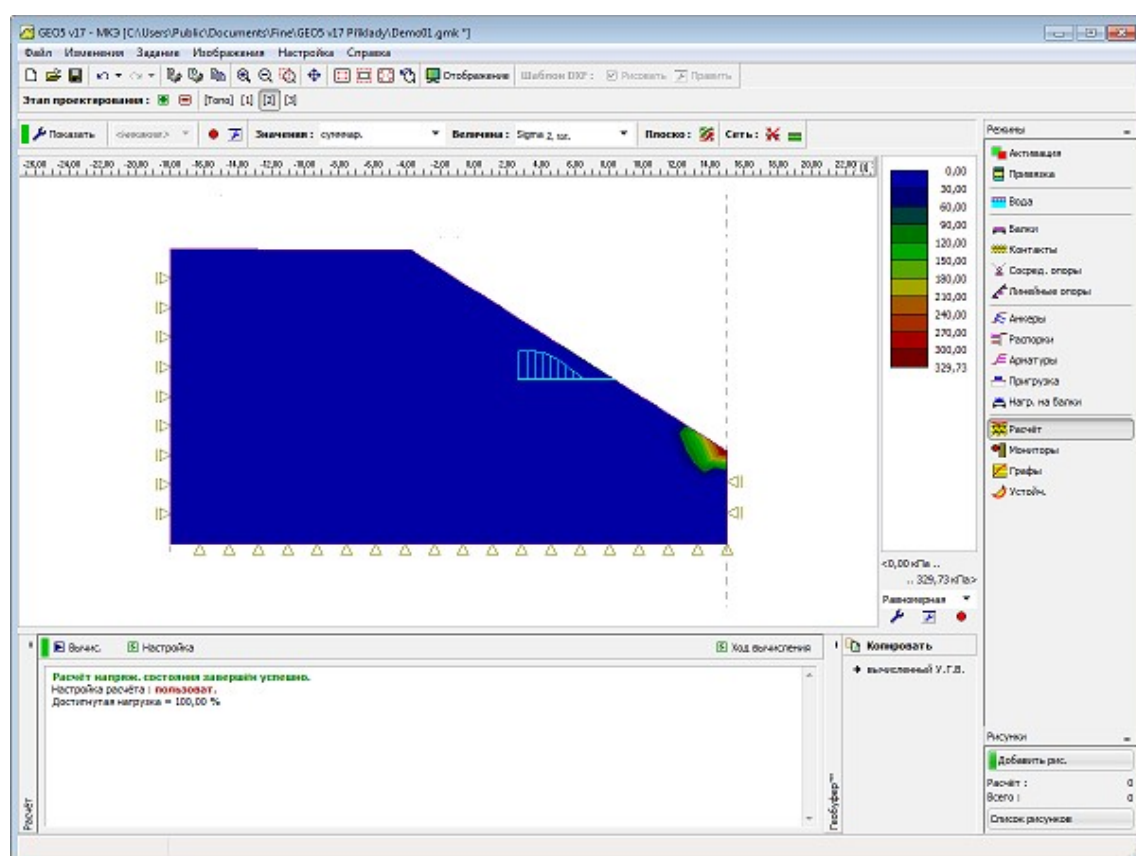 GEO5 v17 - МКЭ [C:\Users\Public\Documents\Fine\GEO5 v17 Příklady\Demo01.gmk *]
Файл Изменения Задание Изображения Настройка Справка
Отображение Шаблон DXF : Рисовать Править
Этап проектирования : [Топо] [1] [2] [3]
Показать Значения : суммар. Величина : Sigma z, tot. Плоско : Сеть :
0,00
30,00
60,00
90,00
120,00
150,00
180,00
210,00
240,00
270,00
300,00
329,73
<0,00 кПа ..
.. 329,73 кПа>
Равномерная
Режимы
Активация
Привязка
Вода
Балки
Контакты
Сосред. опоры
Линейные опоры
Анкеры
Распорки
Арматуры
Пригрузка
Нагр. на балки
Расчёт
Мониторы
Графы
Устойч.
Вычис. Настройка Ход вычисления
Расчёт напряж. состояния завершён успешно.
Настройка расчёта : пользоват.
Достигнутая нагрузка = 100,00 %
Расчёт
Геобуфер™
Копировать
вычисленный У.Г.В.
Рисунки
Добавить рис.
Расчёт : 0
Всего : 0
Список рисунков